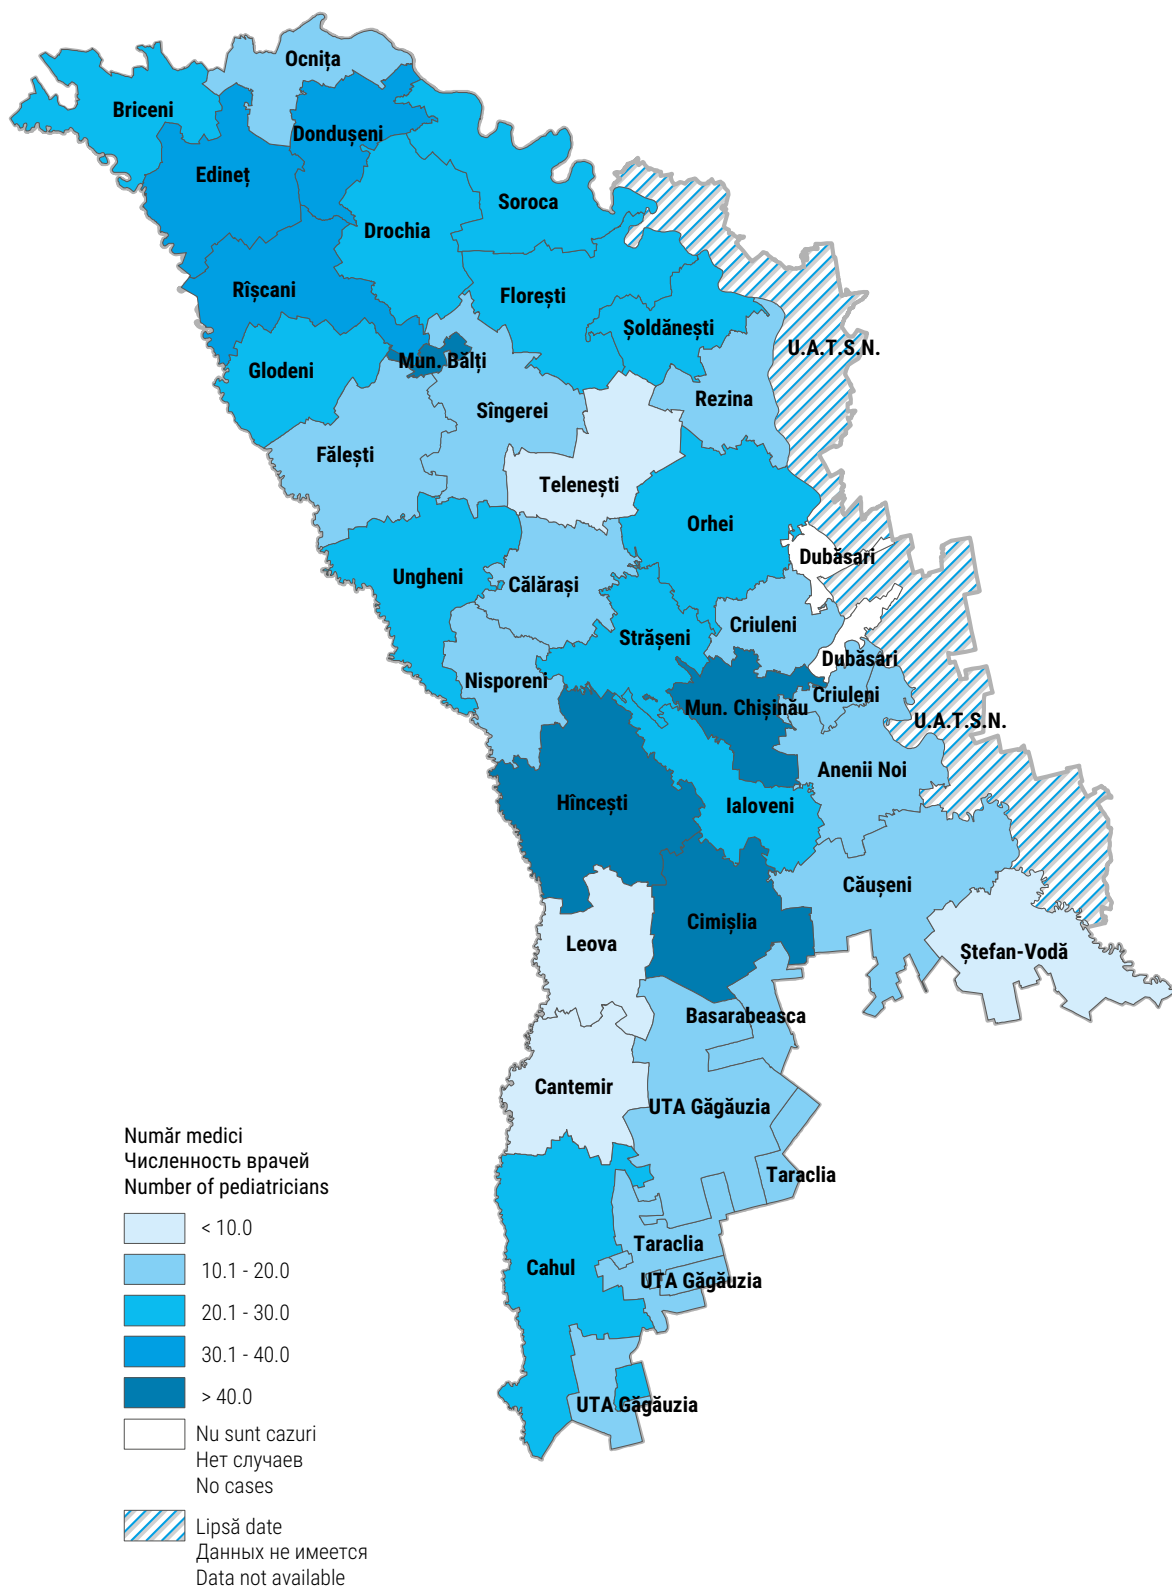 Ocnița
Briceni
Dondușeni
Edineț
Soroca
Drochia
Rîșcani
Florești
Șoldănești
U.A.T.S.N.
Mun. Bălți
Glodeni
Rezina
Sîngerei
Fălești
Telenești
Orhei
Dubăsari
Ungheni
Călărași
Criuleni
Strășeni
Dubăsari
Nisporeni
Criuleni
Mun. Chișinău
U.A.T.S.N.
Anenii Noi
Hîncești
Ialoveni
Căușeni
Cimișlia
Leova
Ștefan-Vodă
Basarabeasca
Cantemir
UTA Găgăuzia
Taraclia
Taraclia
Cahul
UTA Găgăuzia
UTA Găgăuzia
Număr medici
Численность врачей
Number of pediatricians
< 10.0
10.1 - 20.0
20.1 - 30.0
30.1 - 40.0
> 40.0
Nu sunt cazuri
Нет случаев
No cases
Lipsă date
Данных не имеется
Data not available